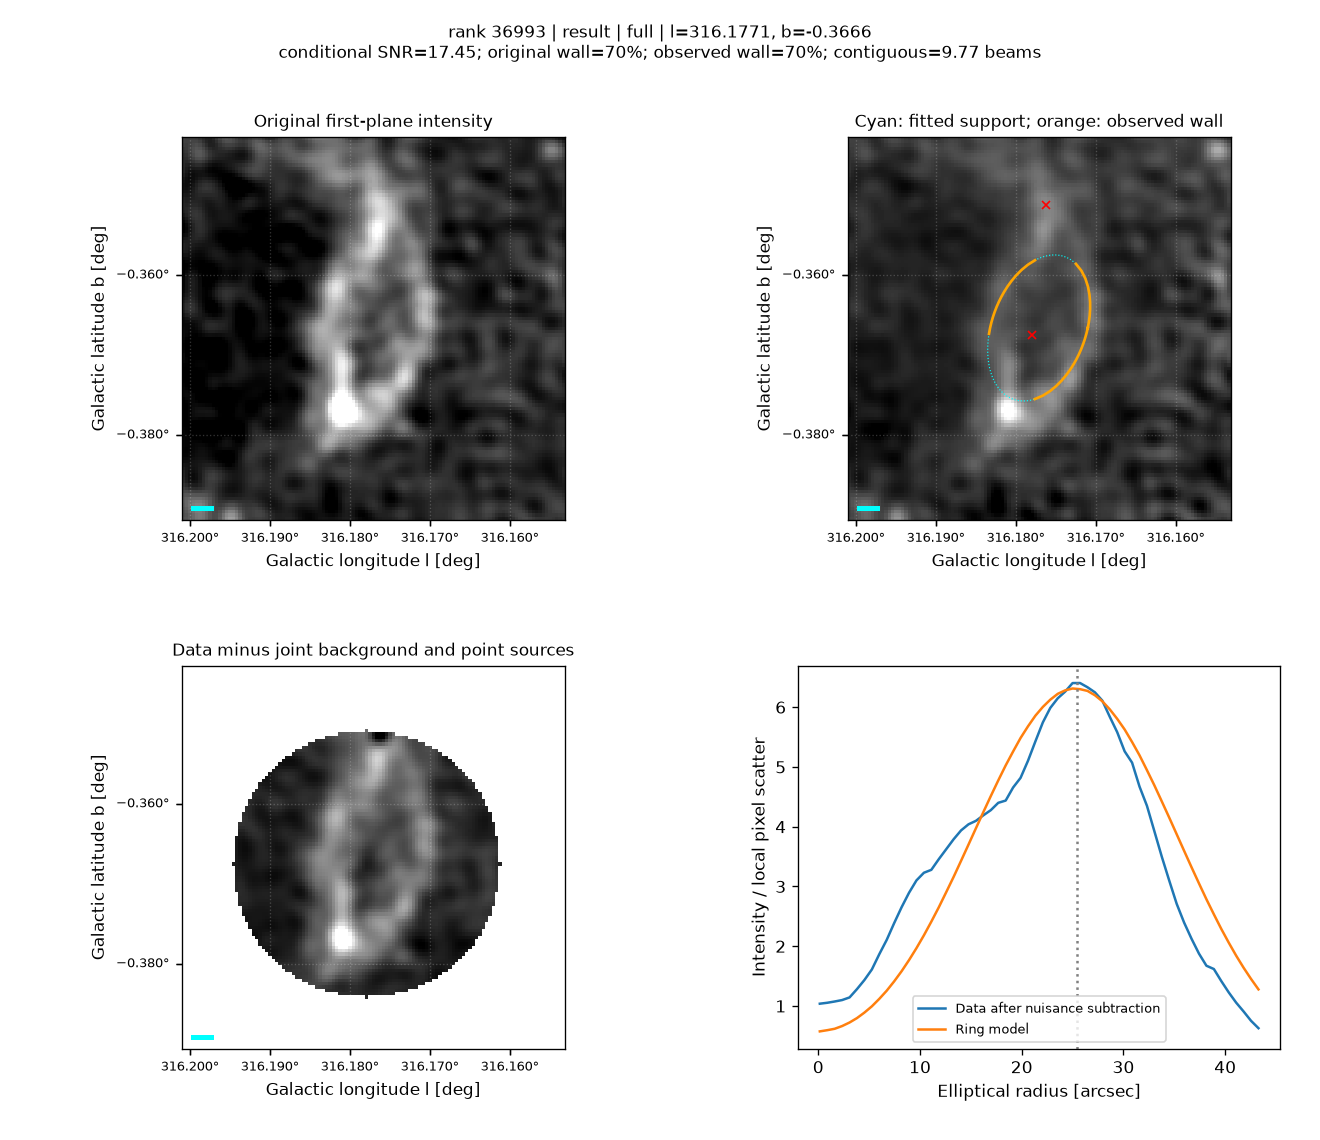 rank 36993 | result | full | l=316.1771, b=-0.3666
conditional SNR=17.45; original wall=70%; observed wall=70%; contiguous=9.77 beams
Original first-plane intensity
Galactic latitude b [deg]
−0.360°
−0.380°
316.200° 316.190° 316.180° 316.170° 316.160°
Galactic longitude l [deg]
Cyan: fitted support; orange: observed wall
Galactic latitude b [deg]
−0.360°
−0.380°
316.200° 316.190° 316.180° 316.170° 316.160°
Galactic longitude l [deg]
Data minus joint background and point sources
Galactic latitude b [deg]
−0.360°
−0.380°
316.200° 316.190° 316.180° 316.170° 316.160°
Galactic longitude l [deg]
Intensity / local pixel scatter
6
5
4
3
2
1
Data after nuisance subtraction
Ring model
0 10 20 30 40
Elliptical radius [arcsec]